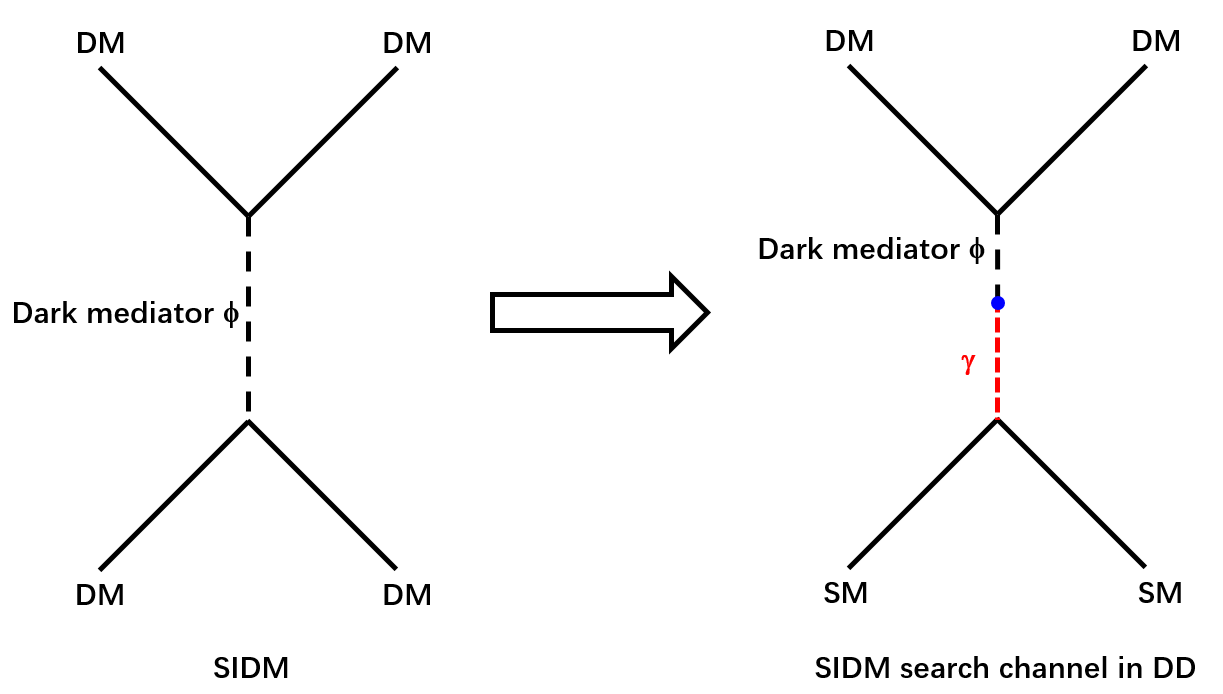 DM DM
Dark mediator ϕ
DM DM
SIDM
DM DM
Dark mediator ϕ
γ
SM SM
SIDM search channel in DD